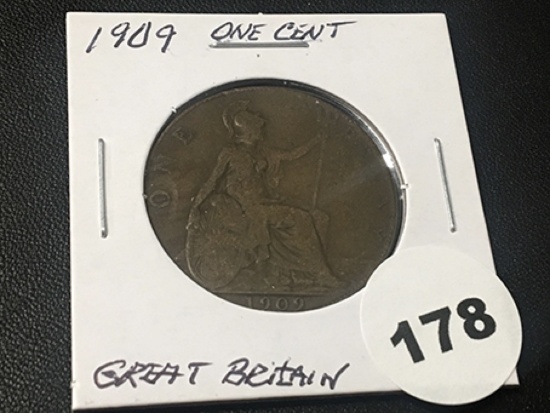 1909 ONE CENT
ONE
1909
178
GREAT BRITAIN